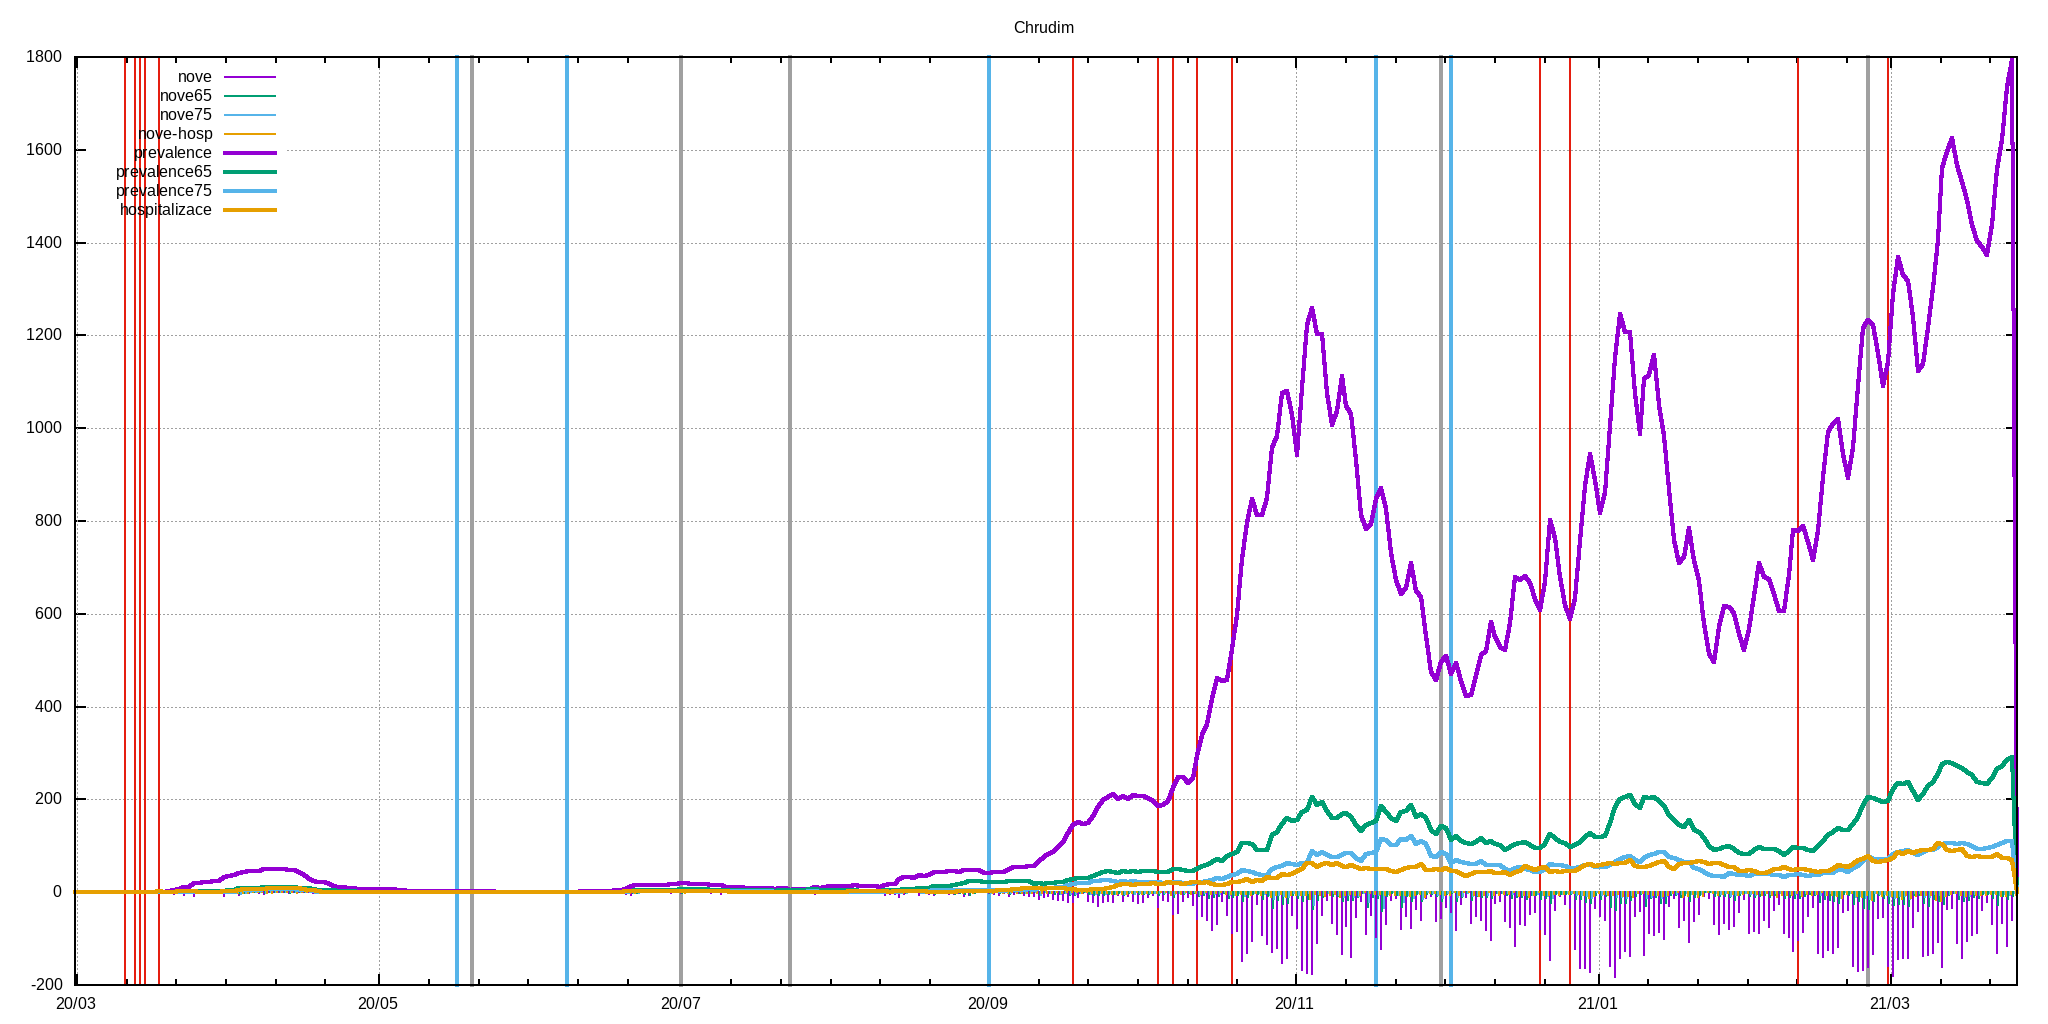 Chrudim
1800
1600
1400
1200
1000
800
600
400
200
0
-200
nove
nove65
nove75
nove-hosp
prevalence
prevalence65
prevalence75
hospitalizace
20/03 20/05 20/07 20/09 20/11 21/01 21/03